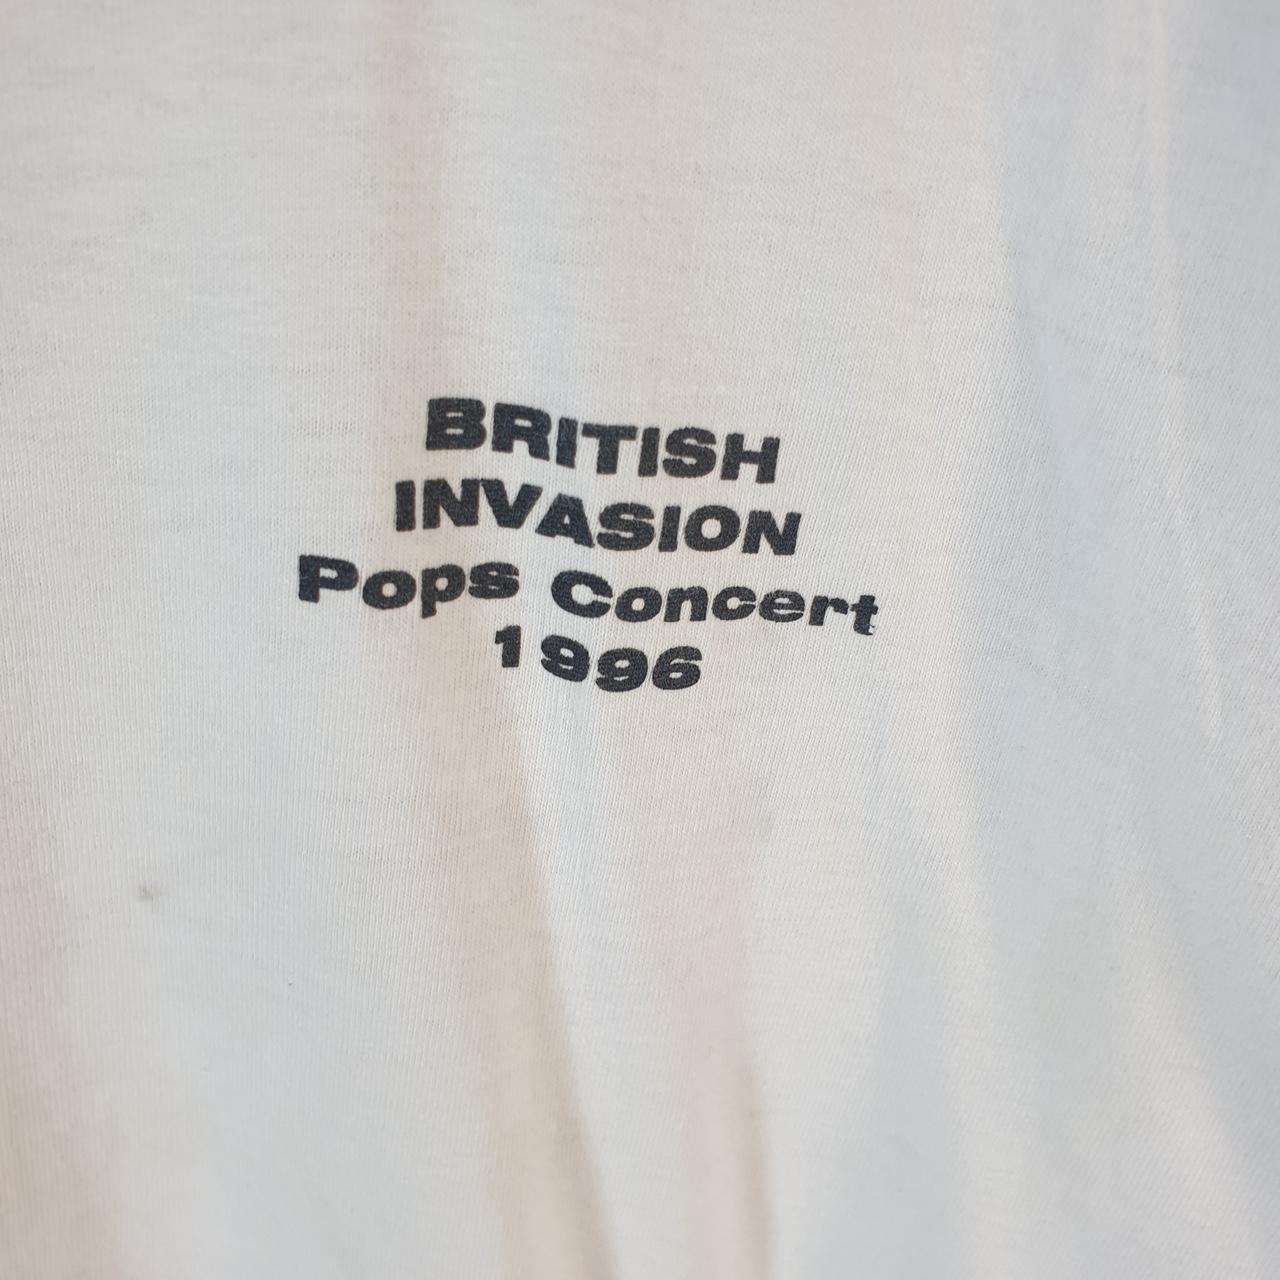 BRITISH
INVASION
Pops Concert
1996